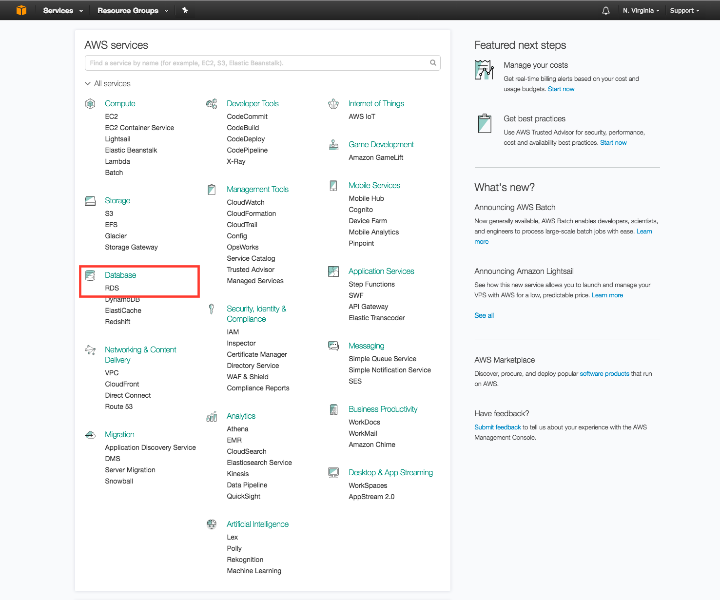 Services
Resource Groups
N. Virginia
Support
AWS services
Find a service by name (for example, EC2, S3, Elastic Beanstalk).
All services
Compute
EC2
EC2 Container Service
Lightsail
Elastic Beanstalk
Lambda
Batch
Storage
S3
EFS
Glacier
Storage Gateway
Database
RDS
DynamoDB
ElastiCache
Redshift
Networking & Content
Delivery
VPC
CloudFront
Direct Connect
Route 53
Migration
Application Discovery Service
DMS
Server Migration
Snowball
Developer Tools
CodeCommit
CodeBuild
CodeDeploy
CodePipeline
X-Ray
Management Tools
CloudWatch
CloudFormation
CloudTrail
Config
OpsWorks
Service Catalog
Trusted Advisor
Managed Services
Security, Identity &
Compliance
IAM
Inspector
Certificate Manager
Directory Service
WAF & Shield
Compliance Reports
Analytics
Athena
EMR
CloudSearch
Elasticsearch Service
Kinesis
Data Pipeline
QuickSight
Artificial Intelligence
Lex
Polly
Rekognition
Machine Learning
Internet of Things
AWS IoT
Game Development
Amazon GameLift
Mobile Services
Mobile Hub
Cognito
Device Farm
Mobile Analytics
Pinpoint
Application Services
Step Functions
SWF
API Gateway
Elastic Transcoder
Messaging
Simple Queue Service
Simple Notification Service
SES
Business Productivity
WorkDocs
WorkMail
Amazon Chime
Desktop & App Streaming
WorkSpaces
AppStream 2.0
Featured next steps
Manage your costs
Get real-time billing alerts based on your cost and
usage budgets. Start now
Get best practices
Use AWS Trusted Advisor for security, performance,
cost and availability best practices. Start now
What's new?
Announcing AWS Batch
Now generally available, AWS Batch enables developers, scientists,
and engineers to process large-scale batch jobs with ease. Learn
more
Announcing Amazon Lightsail
See how this new service allows you to launch and manage your
VPS with AWS for a low, predictable price. Learn more
See all
AWS Marketplace
Discover, procure, and deploy popular software products that run
on AWS.
Have feedback?
Submit feedback to tell us about your experience with the AWS
Management Console.